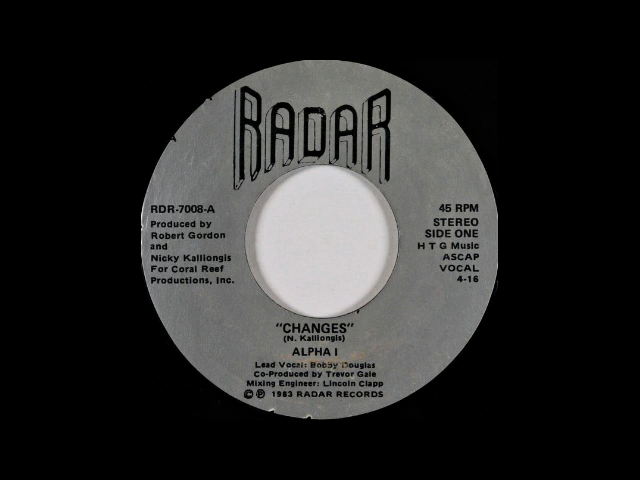 RADAR
RDR-7008-A
Produced by
Robert Gordon
and
Nicky Kalliongis
For Coral Reef
Productions, Inc.
45 RPM
STEREO
SIDE ONE
H T G Music
ASCAP
VOCAL
4-16
"CHANGES"
(N. Kalliongis)
ALPHA I
Lead Vocal: Bobby Douglas
Co-Produced by Trevor Gale
Mixing Engineer: Lincoln Clapp
© ℗ 1983 RADAR RECORDS